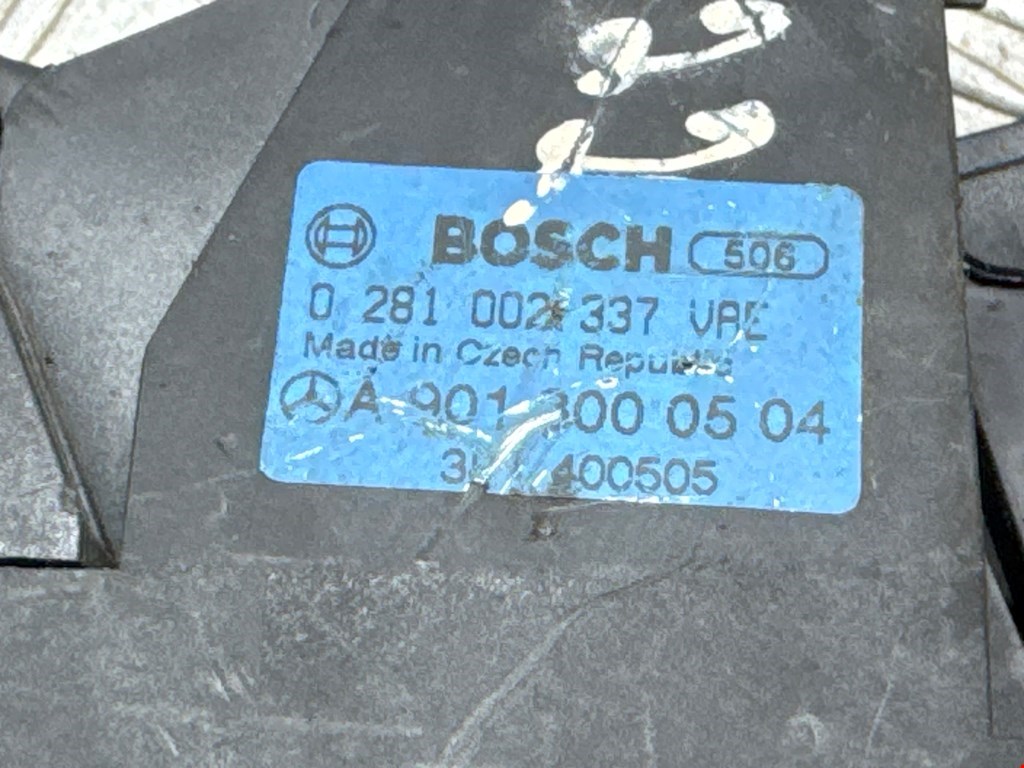 BOSCH 506
0 281 002 337 VAE
Made in Czech Republic
A 901 300 05 04
400505